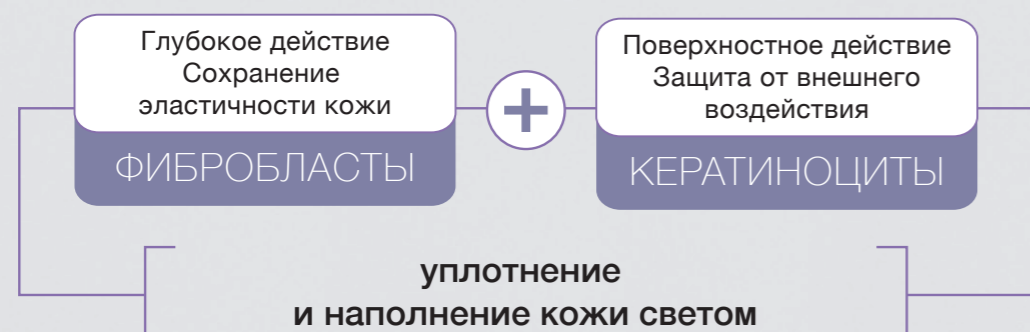 Глубокое действие
Сохранение
эластичности кожи
ФИБРОБЛАСТЫ
+
Поверхностное действие
Защита от внешнего
воздействия
КЕРАТИНОЦИТЫ
уплотнение
и наполнение кожи светом